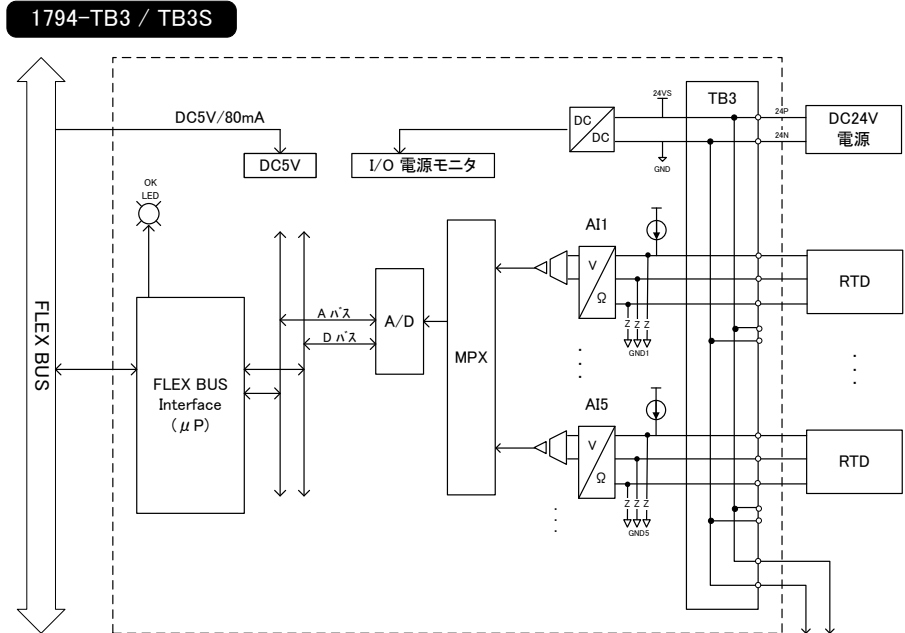 1794-TB3 / TB3S
24VS
TB3
24P
DC24V
電源
DC5V/80mA
DC
DC
24N
DC5V
I/O 電源モニタ
GND
OK
LED
AI1
V
Ω
RTD
Z Z Z
GND1
FLEX BUS
A バス
A/D
D バス
MPX
FLEX BUS
Interface
(μP)
AI5
V
Ω
RTD
Z Z Z
GND5